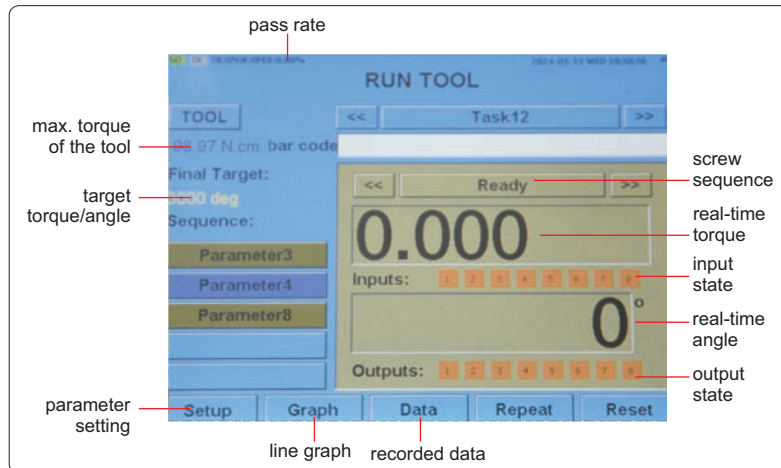 pass rate
RUN TOOL
TOOL
<<
Task12
>>
max. torque
of the tool
98.97 N.cm
bar code
Final Target:
0000 deg
target
torque/angle
Sequence:
Parameter3
Parameter4
Parameter8
<<
Ready
>>
screw
sequence
0.000
real-time
torque
Inputs:
1 2 3 4 5 6 7 8
input
state
0°
real-time
angle
Outputs:
1 2 3 4 5 6 7 8
output
state
parameter
setting
Setup
Graph
Data
Repeat
Reset
line graph
recorded data